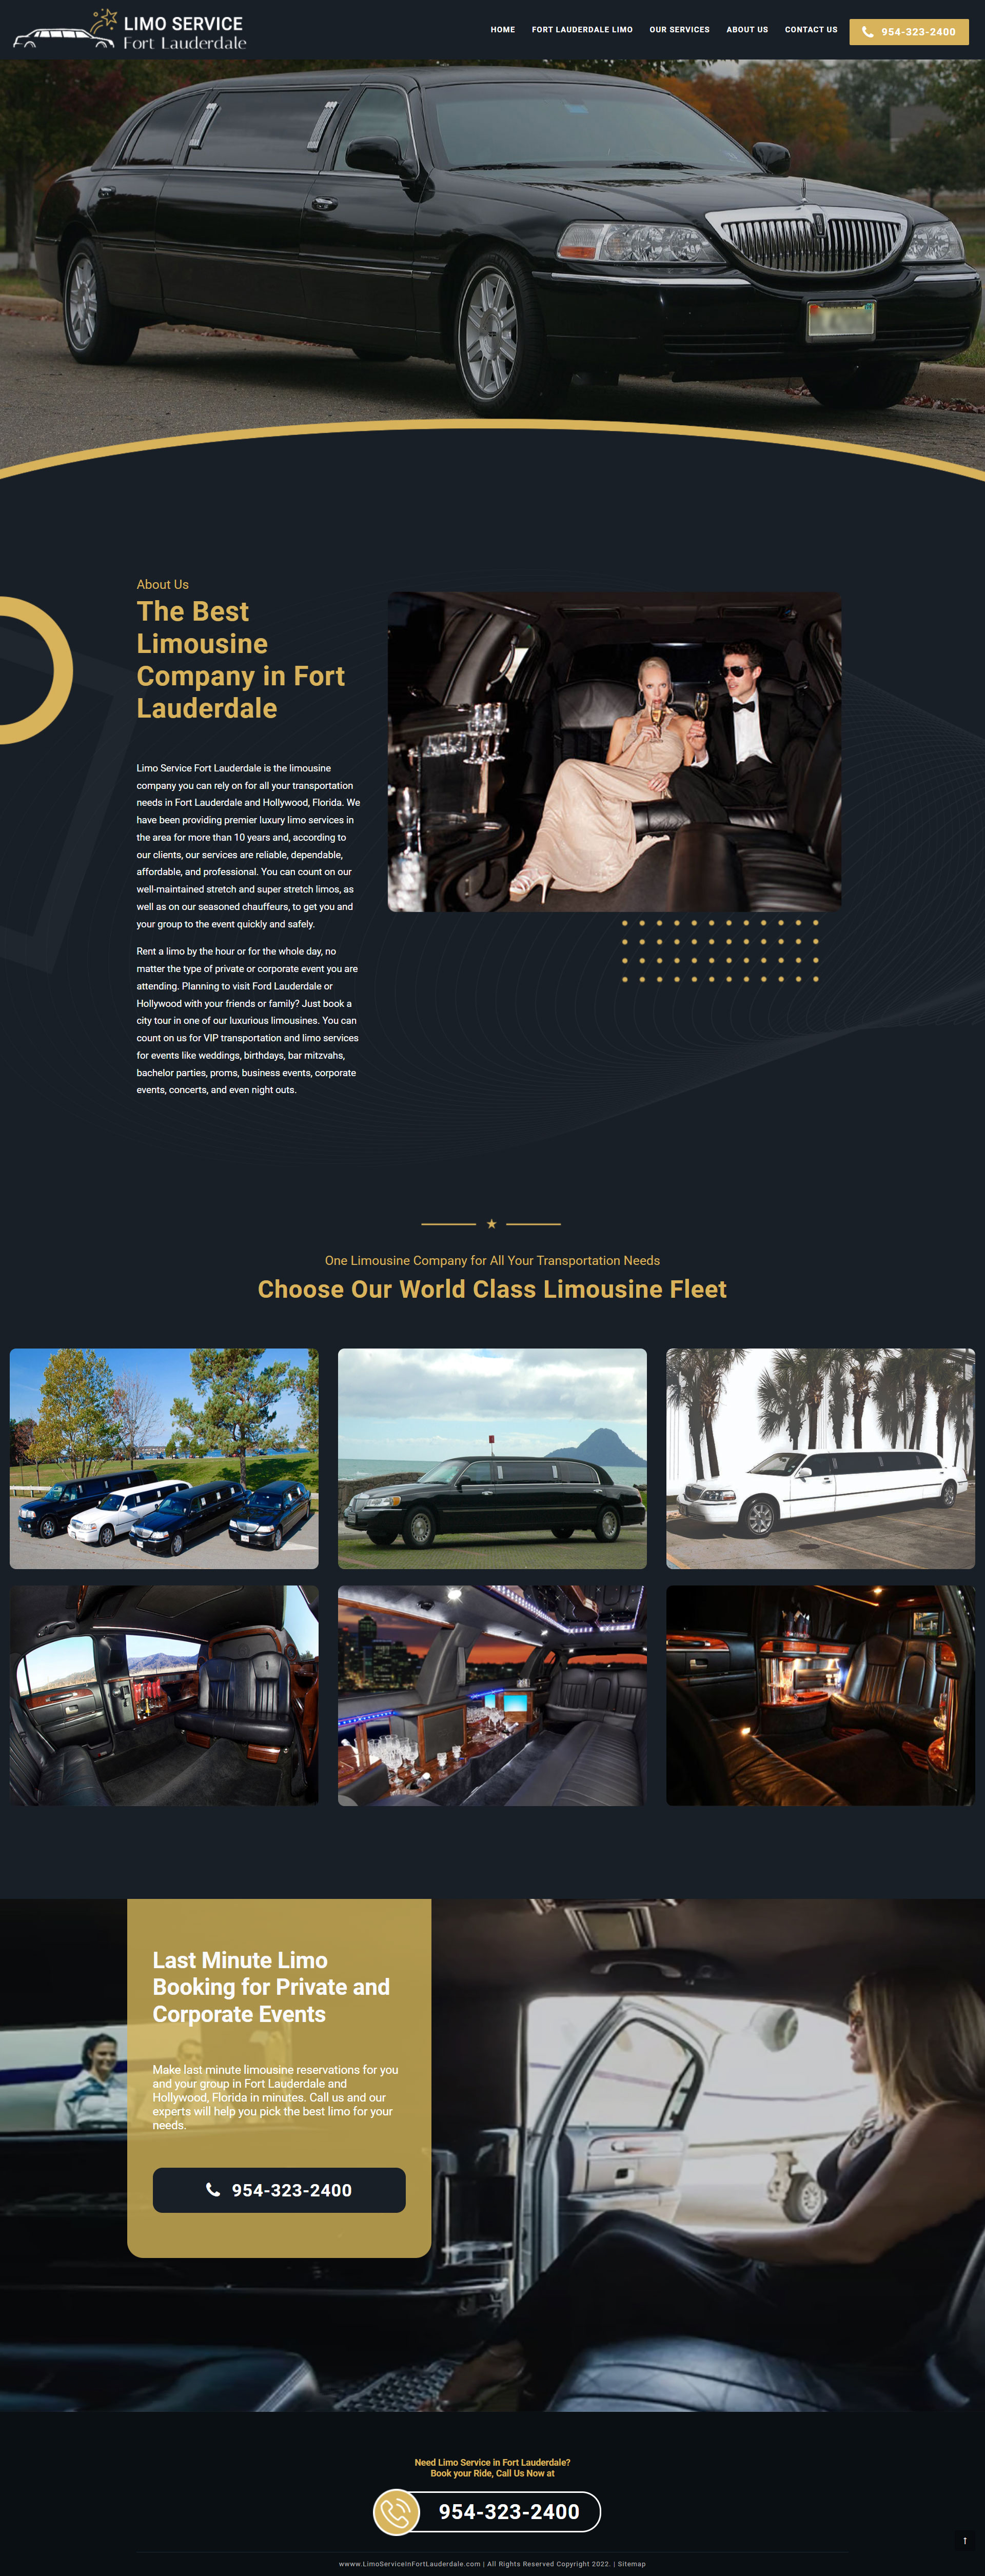 LIMO SERVICE
Fort Lauderdale
HOME FORT LAUDERDALE LIMO OUR SERVICES ABOUT US CONTACT US 954-323-2400
About Us
The Best
Limousine
Company in Fort
Lauderdale
Limo Service Fort Lauderdale is the limousine
company you can rely on for all your transportation
needs in Fort Lauderdale and Hollywood, Florida. We
have been providing premier luxury limo services in
the area for more than 10 years and, according to
our clients, our services are reliable, dependable,
affordable, and professional. You can count on our
well-maintained stretch and super stretch limos, as
well as on our seasoned chauffeurs, to get you and
your group to the event quickly and safely.
Rent a limo by the hour or for the whole day, no
matter the type of private or corporate event you are
attending. Planning to visit Ford Lauderdale or
Hollywood with your friends or family? Just book a
city tour in one of our luxurious limousines. You can
count on us for VIP transportation and limo services
for events like weddings, birthdays, bar mitzvahs,
bachelor parties, proms, business events, corporate
events, concerts, and even night outs.
One Limousine Company for All Your Transportation Needs
Choose Our World Class Limousine Fleet
Last Minute Limo
Booking for Private and
Corporate Events
Make last minute limousine reservations for you
and your group in Fort Lauderdale and
Hollywood, Florida in minutes. Call us and our
experts will help you pick the best limo for your
needs.
954-323-2400
Need Limo Service in Fort Lauderdale?
Book your Ride, Call Us Now at
954-323-2400
wwww.LimoServiceInFortLauderdale.com | All Rights Reserved Copyright 2022. | Sitemap